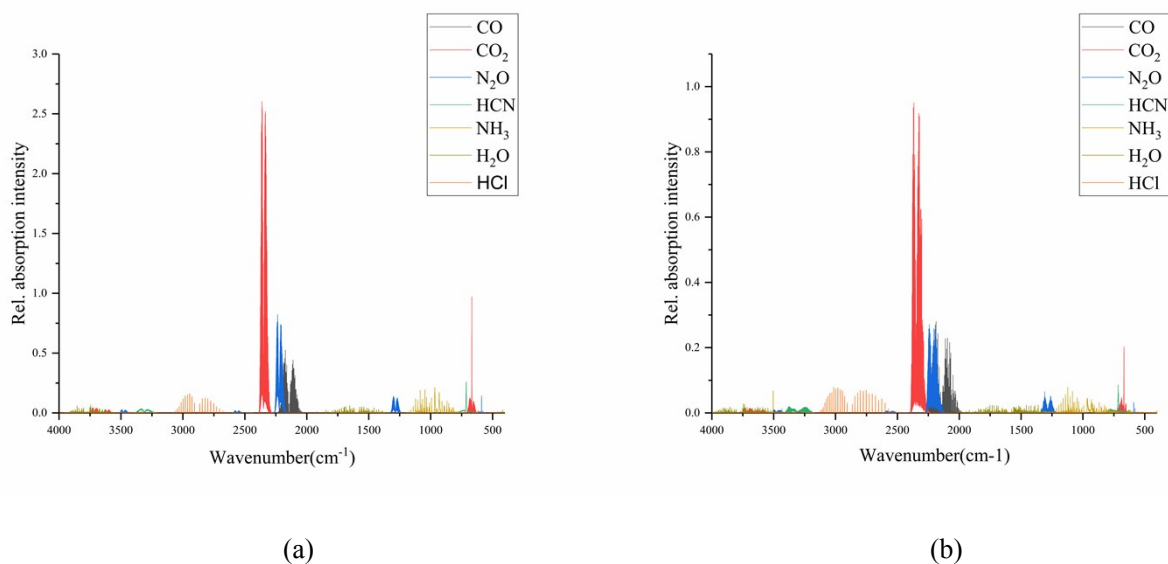 CO
CO₂
N₂O
HCN
NH₃
H₂O
HCl
3.0
2.5
2.0
1.5
1.0
0.5
0.0
Rel. absorption intensity
4000 3500 3000 2500 2000 1500 1000 500
Wavenumber(cm⁻¹)
(a)
CO
CO₂
N₂O
HCN
NH₃
H₂O
HCl
1.0
0.8
0.6
0.4
0.2
0.0
Rel. absorption intensity
4000 3500 3000 2500 2000 1500 1000 500
Wavenumber(cm-1)
(b)